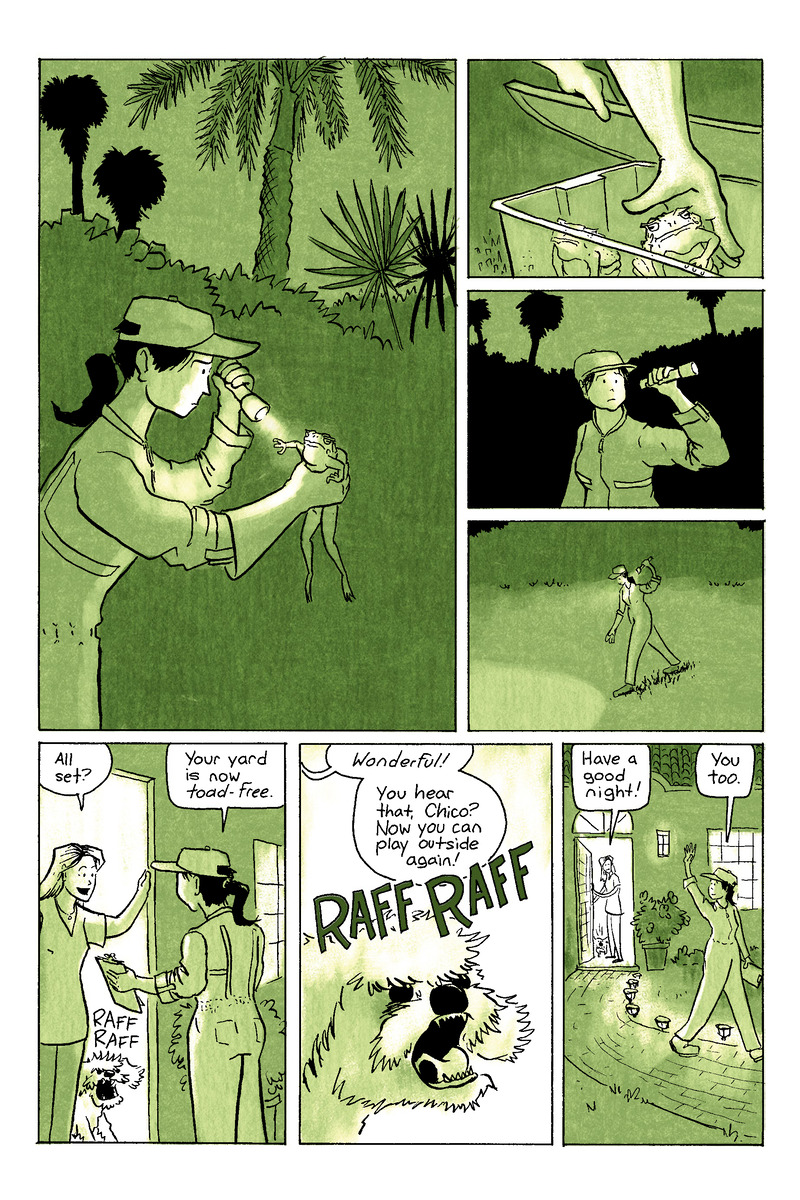 All
set?
Your yard
is now
toad-free.
RAFF
RAFF
Wonderful!
You hear
that, Chico?
Now you can
play outside
again!
RAFF RAFF
Have a
good
night!
You
too.